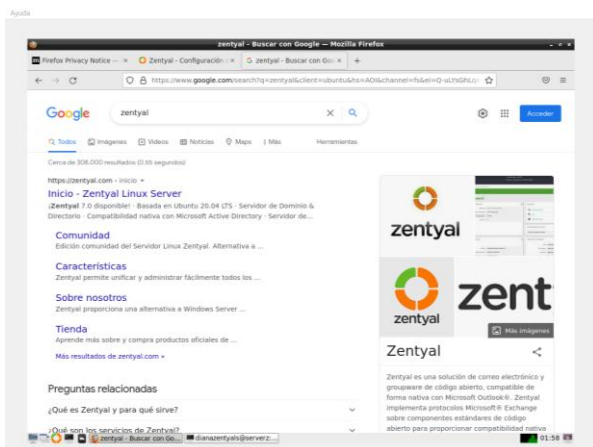 Ayuda
zentyal - Buscar con Google — Mozilla Firefox
Firefox Privacy Notice —
Zentyal - Configuración
zentyal - Buscar con Goo
https://www.google.com/search?q=zentyal&client=ubuntu&hs=
Google
zentyal
Acceder
Todos
Imágenes
Videos
Noticias
Maps
Más
Herramientas
Cerca de 308.000 resultados (0.55 segundos)
https://zentyal.com › inicio
Inicio - Zentyal Linux Server
¡Zentyal 7.0 disponible! · Basada en Ubuntu 20.04 LTS · Servidor de Dominio &
Directorio · Compatibilidad nativa con Microsoft Active Directory · Servidor de...
Comunidad
Edición comunidad del Servidor Linux Zentyal. Alternativa a ...
Características
Zentyal permite unificar y administrar fácilmente todos los ...
Sobre nosotros
Zentyal proporciona una alternativa a Windows Server ...
Tienda
Aprende más sobre y compra productos oficiales de ...
Más resultados de zentyal.com »
Preguntas relacionadas
¿Qué es Zentyal y para qué sirve?
¿Qué son los servicios de Zentyal?
zentyal
zentyal
zent
Más imágenes
Zentyal
Zentyal es una solución de correo electrónico y
groupware de código abierto, compatible de
forma nativa con Microsoft Outlook®. Zentyal
implementa protocolos Microsoft® Exchange
sobre componentes estándares de código
abierto para proporcionar compatibilidad nativa
zentyal - Buscar con Go...
dianazentyals@serverz:...
01:58